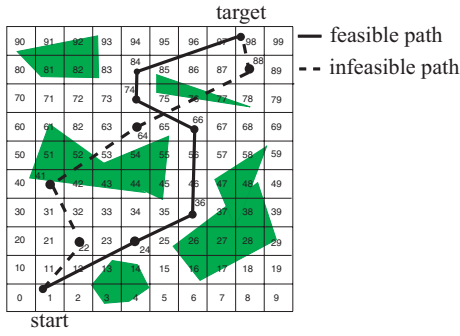 target
feasible path
infeasible path
90 91 92 93 94 95 96 97 98 99
80 81 82 83 84 85 86 87 88 89
70 71 72 73 74 75 76 77 78 79
60 61 62 63 64 65 66 67 68 69
50 51 52 53 54 55 56 57 58 59
40 41 42 43 44 45 46 47 48 49
30 31 32 33 34 35 36 37 38 39
20 21 22 23 24 25 26 27 28 29
10 11 12 13 14 15 16 17 18 19
0 1 2 3 4 5 6 7 8 9
start